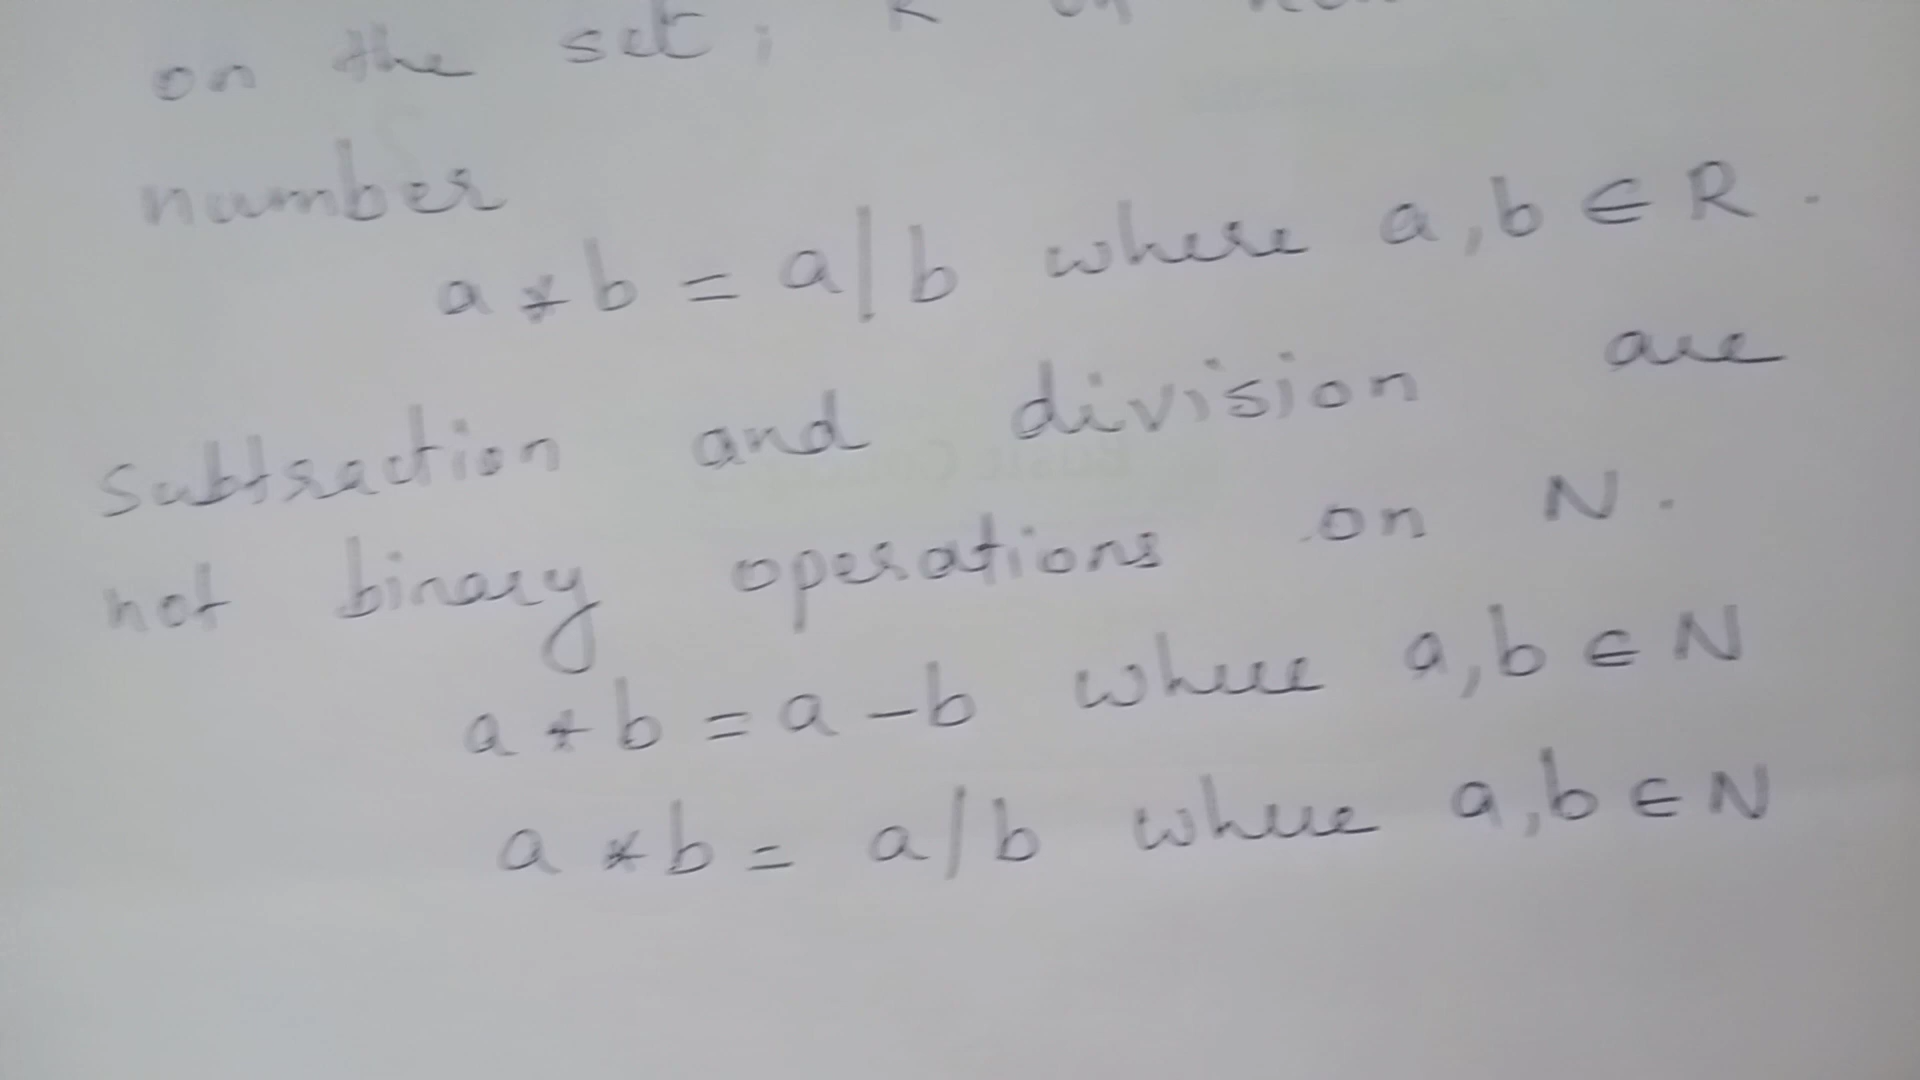 on the set, R
number
a * b = a/b where a, b ∈ R.
Subtraction and division are
not binary operations on N.
a * b = a - b where a, b ∈ N
a * b = a/b where a, b ∈ N